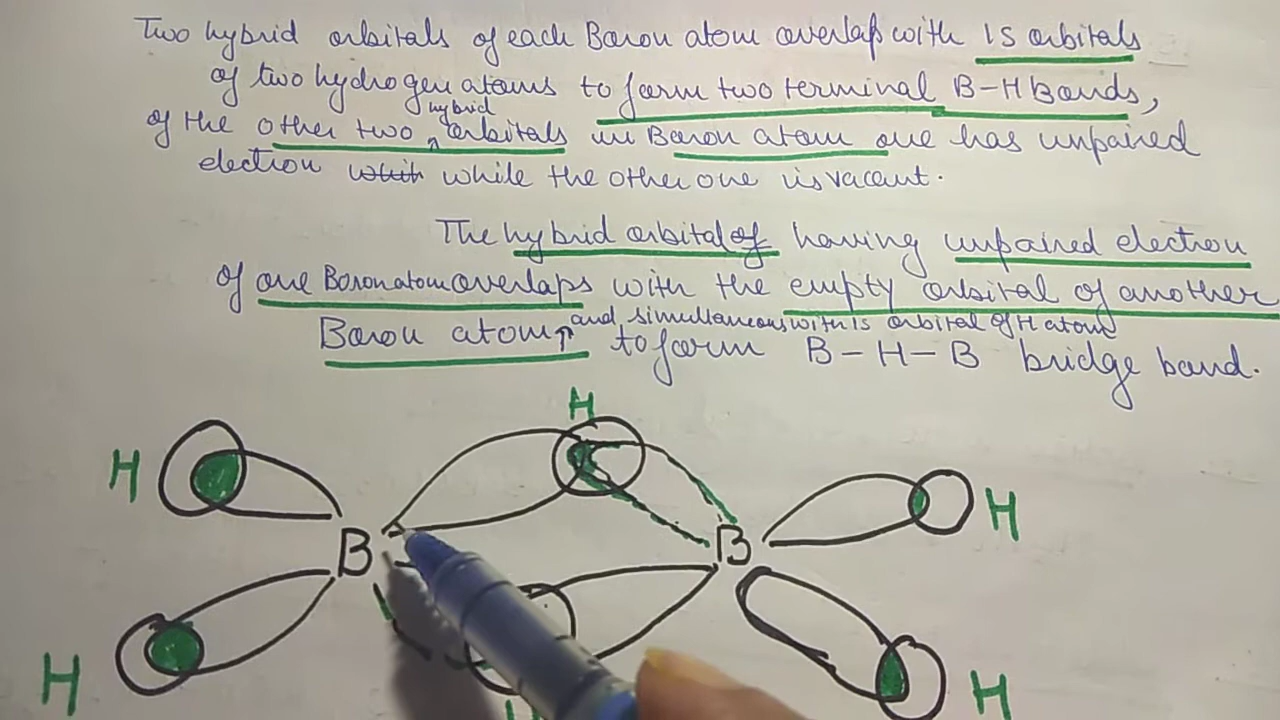 Two hybrid orbitals of each Boron atom overlap with 1S orbitals
of two hydrogen atoms to form two terminal B-H Bonds,
of the other two hybrid orbitals in Boron atom one has unpaired
election which while the other one is vacant.
The hybrid orbital of having unpaired electron
of one Boron atom overlaps with the empty orbital of another
Boron atom and simultaneous with 1s orbital of H atom
to form B-H-B bridge bond.
H
H
B
B
H
H
H
H